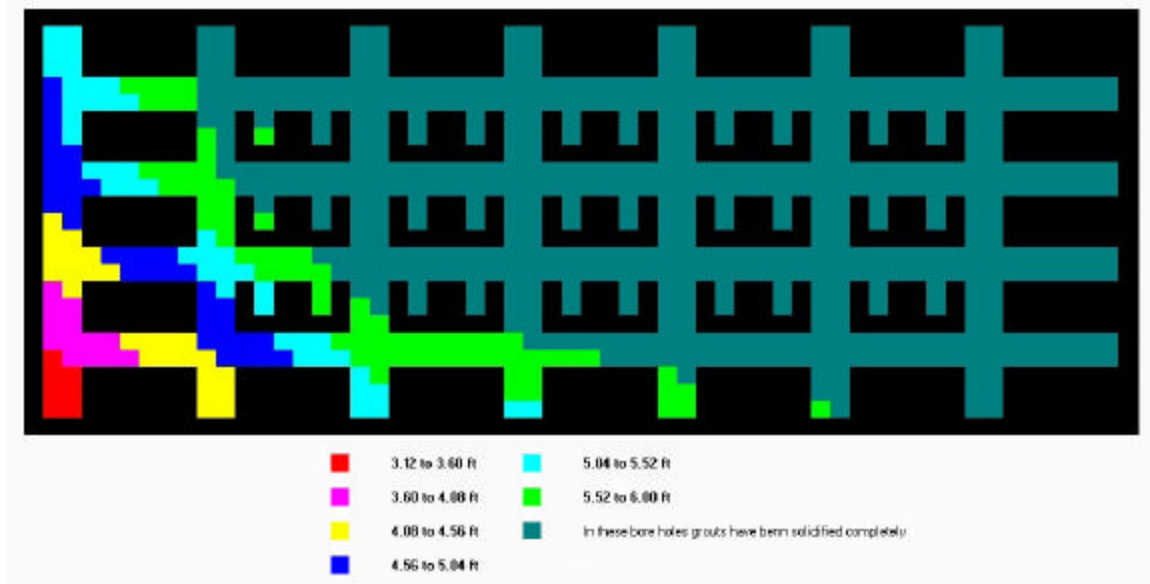 3.12 to 3.60 ft
3.60 to 4.08 ft
4.08 to 4.56 ft
4.56 to 5.04 ft
5.04 to 5.52 ft
5.52 to 6.00 ft
In these bore holes grouts have benn solidified completely